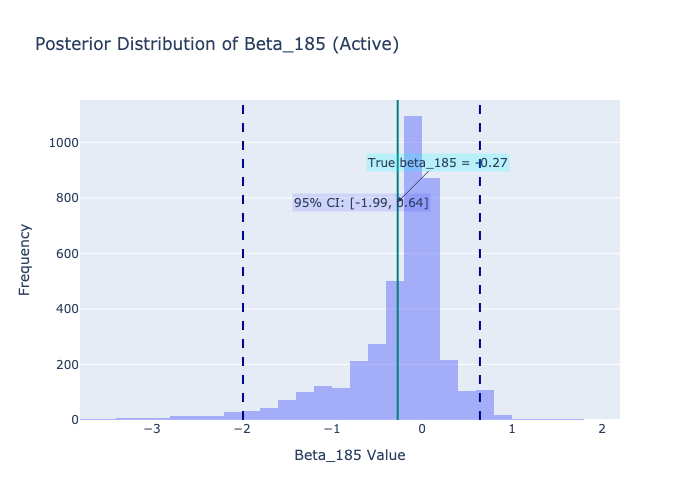 Posterior Distribution of Beta_185 (Active)
1000
800
600
400
200
0
Frequency
True beta_185 = -0.27
95% CI: [-1.99, 0.64]
−3
−2
−1
0
1
2
Beta_185 Value